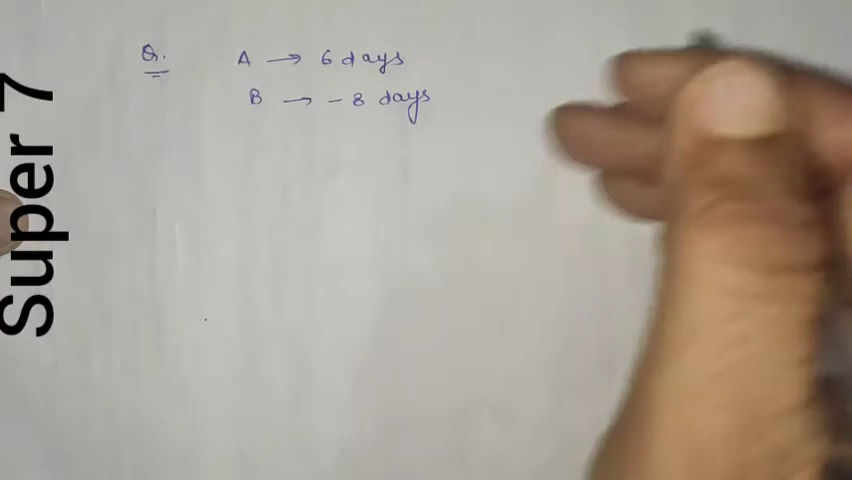 Q. A → 6 days
B → - 8 days
Super 7